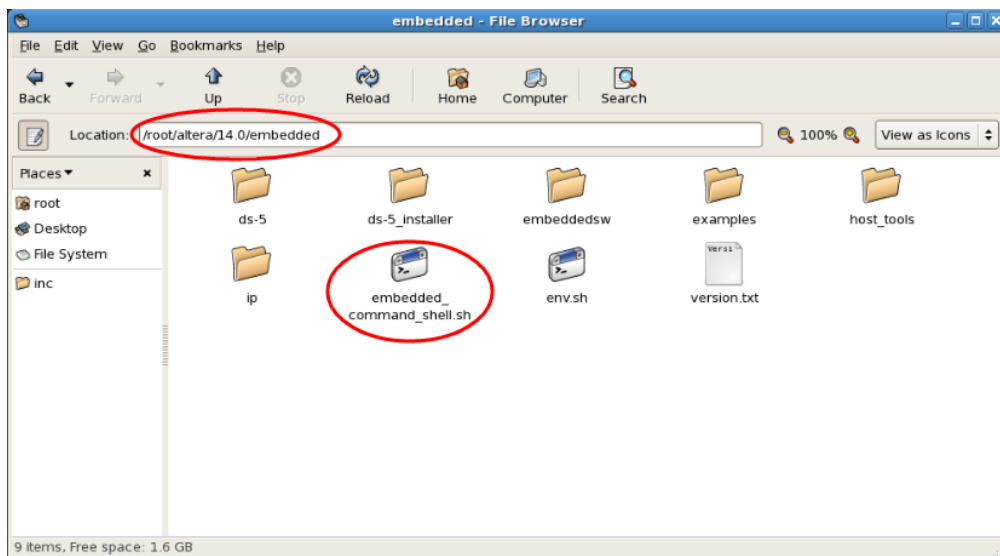 embedded - File Browser
File Edit View Go Bookmarks Help
Back Forward Up Stop Reload Home Computer Search
Location: /root/altera/14.0/embedded 100% View as Icons
Places
root
Desktop
File System
inc
ds-5 ds-5_installer embeddedsw examples host_tools
Versi
ip embedded_ env.sh version.txt
command_shell.sh
9 items, Free space: 1.6 GB